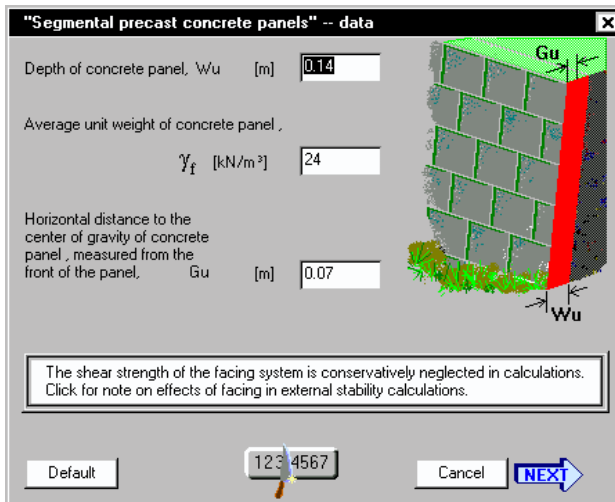 "Segmental precast concrete panels" -- data
Depth of concrete panel, Wu [m] 0.14
Average unit weight of concrete panel ,
γf [kN/m³] 24
Horizontal distance to the
center of gravity of concrete
panel , measured from the
front of the panel, Gu [m] 0.07
Gu
Wu
The shear strength of the facing system is conservatively neglected in calculations.
Click for note on effects of facing in external stability calculations.
Default
1234567
Cancel
NEXT